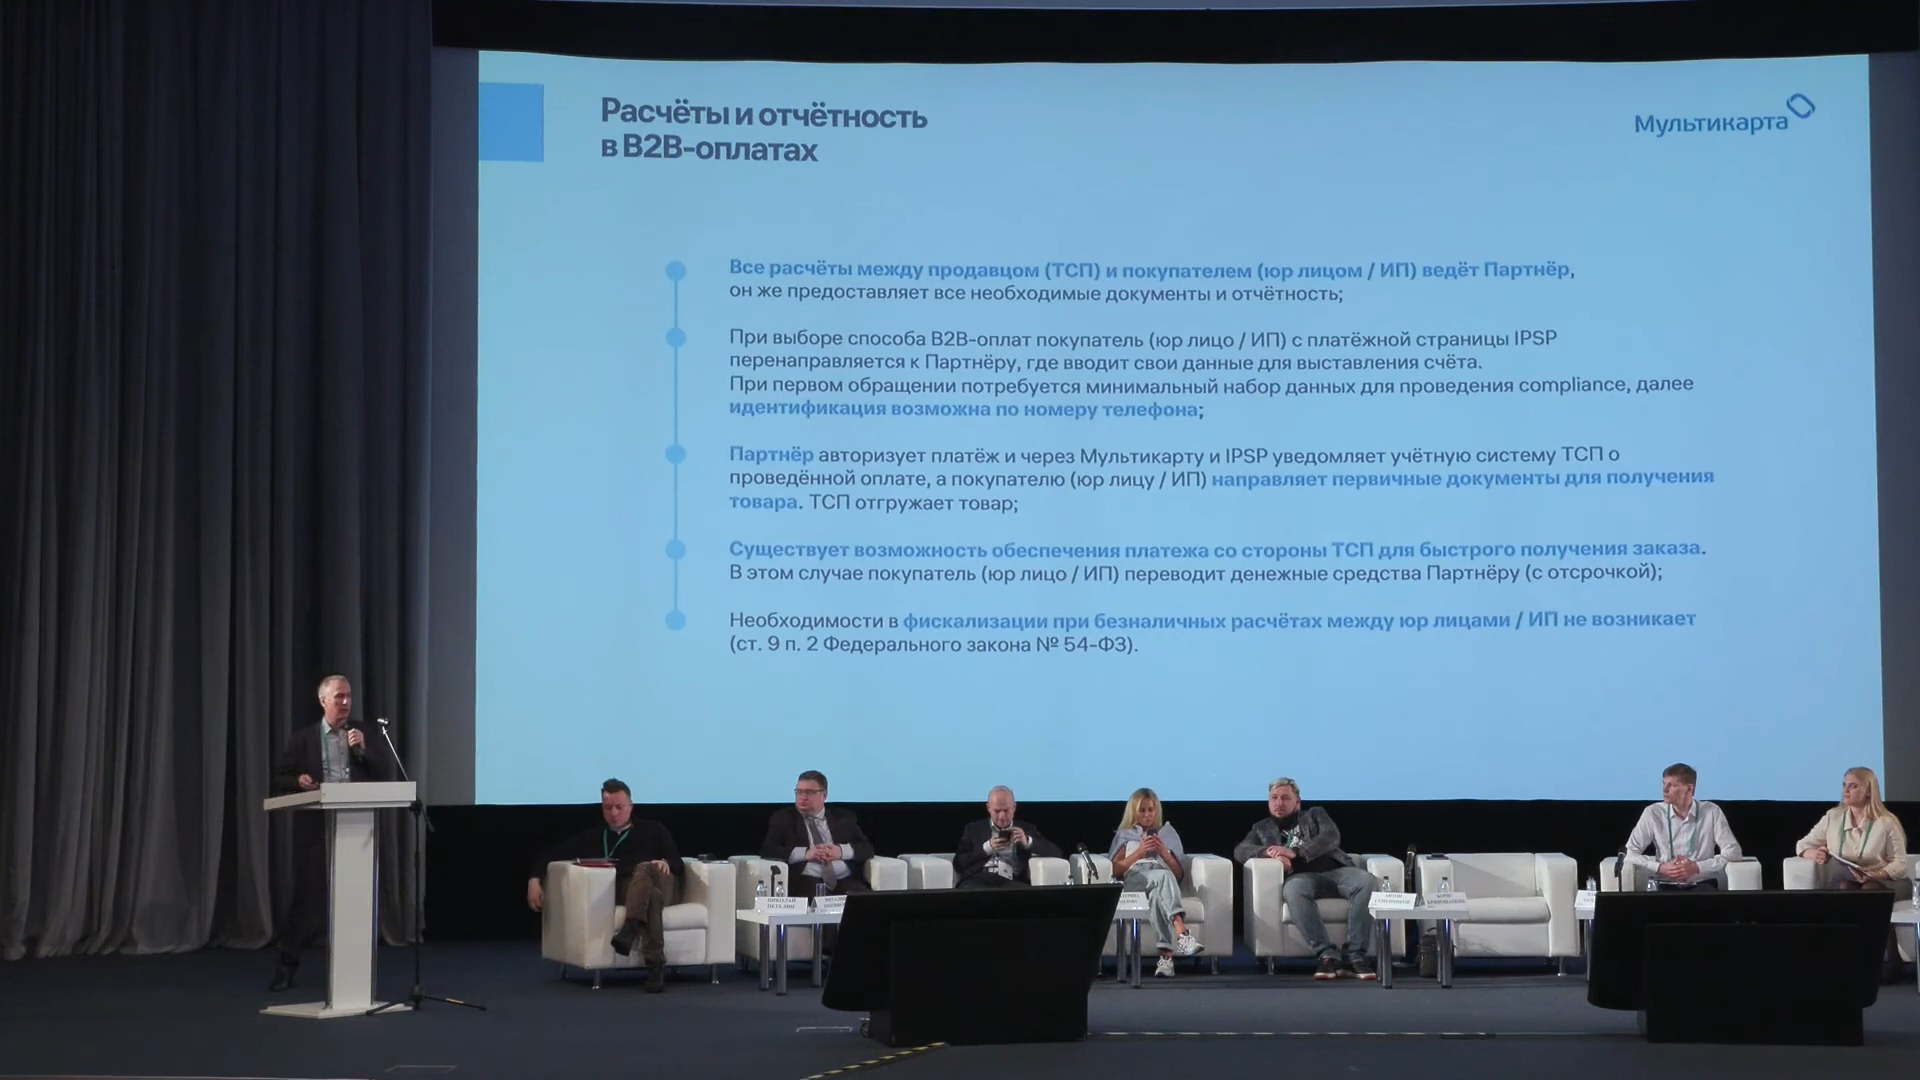 Расчёты и отчётность
в B2B-оплатах
Мультикарта
Все расчёты между продавцом (ТСП) и покупателем (юр лицом / ИП) ведёт Партнёр,
он же предоставляет все необходимые документы и отчётность;
При выборе способа B2B-оплат покупатель (юр лицо / ИП) с платёжной страницы IPSP
перенаправляется к Партнёру, где вводит свои данные для выставления счёта.
При первом обращении потребуется минимальный набор данных для проведения compliance, далее
идентификация возможна по номеру телефона;
Партнёр авторизует платёж и через Мультикарту и IPSP уведомляет учётную систему ТСП о
проведённой оплате, а покупателю (юр лицу / ИП) направляет первичные документы для получения
товара. ТСП отгружает товар;
Существует возможность обеспечения платежа со стороны ТСП для быстрого получения заказа.
В этом случае покупатель (юр лицо / ИП) переводит денежные средства Партнёру (с отсрочкой);
Необходимости в фискализации при безналичных расчётах между юр лицами / ИП не возникает
(ст. 9 п. 2 Федерального закона № 54-ФЗ).
НИКОЛАЙ
ПЕТЕЛИН